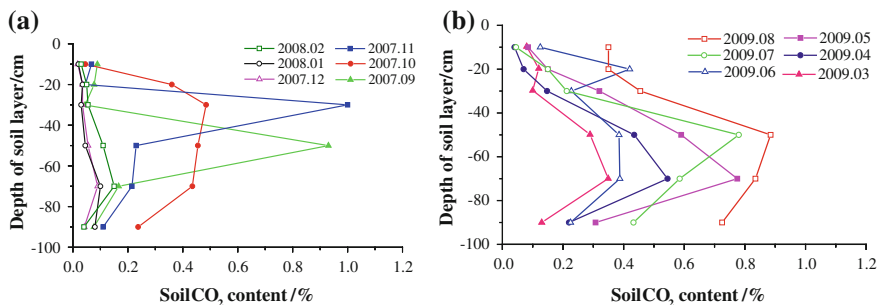 (a)
2008.02 2007.11
2008.01 2007.10
2007.12 2007.09
Depth of soil layer/cm
0
-20
-40
-60
-80
-100
0.0 0.2 0.4 0.6 0.8 1.0 1.2
SoilCO, content /%
(b)
2009.08 2009.05
2009.07 2009.04
2009.06 2009.03
Depth of soil layer/cm
0
-20
-40
-60
-80
-100
0.0 0.2 0.4 0.6 0.8 1.0 1.2
SoilCO, content /%